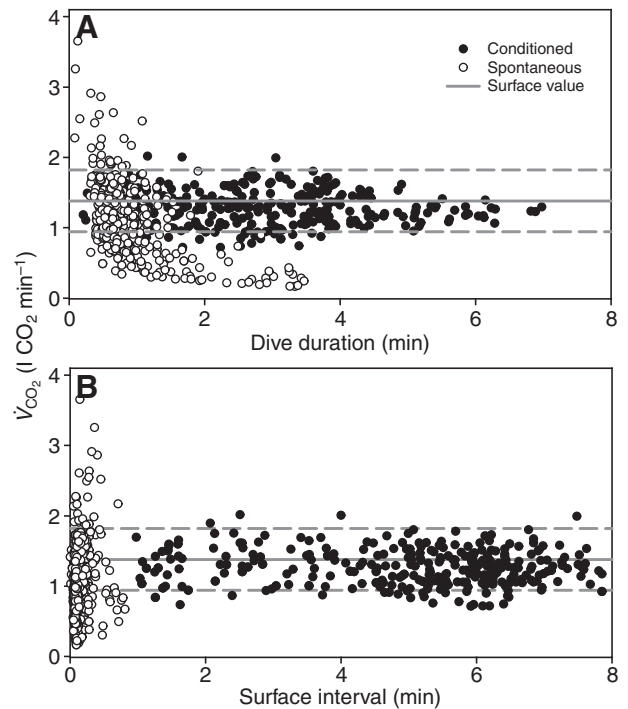 A
4
3
2
1
0
Conditioned
Spontaneous
Surface value
0 2 4 6 8
Dive duration (min)
V̇CO₂ (l CO₂ min⁻¹)
B
4
3
2
1
0
0 2 4 6 8
Surface interval (min)